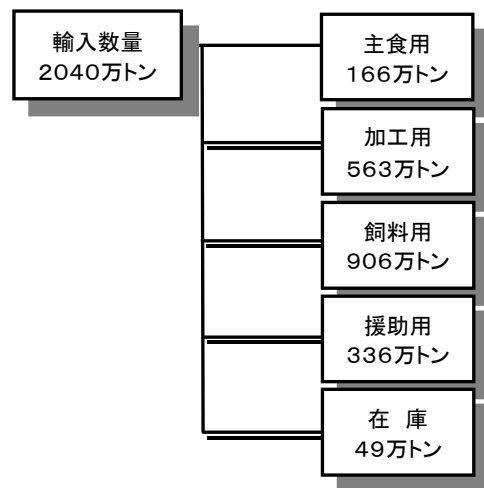 輸入数量
2040万トン
主食用
166万トン
加工用
563万トン
飼料用
906万トン
援助用
336万トン
在 庫
49万トン